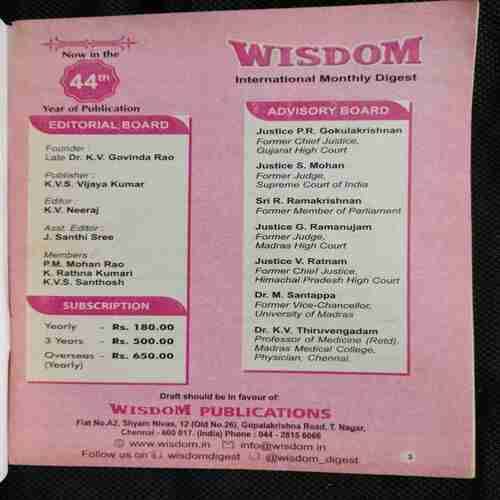 Now in the
44th
Year of Publication
WISDOM
International Monthly Digest
EDITORIAL BOARD
Founder :
Late Dr. K.V. Govinda Rao
Publisher :
K.V.S. Vijaya Kumar
Editor :
K.V. Neeraj
Asst. Editor :
J. Santhi Sree
Members :
P.M. Mohan Rao
K. Rathna Kumari
K.V.S. Santhosh
SUBSCRIPTION
Yearly - Rs. 180.00
3 Years - Rs. 500.00
Overseas - Rs. 650.00
(Yearly)
ADVISORY BOARD
Justice P.R. Gokulakrishnan
Former Chief Justice,
Gujarat High Court
Justice S. Mohan
Former Judge,
Supreme Court of India
Sri R. Ramakrishnan
Former Member of Parliament
Justice G. Ramanujam
Former Judge,
Madras High Court
Justice V. Ratnam
Former Chief Justice,
Himachal Pradesh High Court
Dr. M. Santappa
Former Vice-Chancellor,
University of Madras
Dr. K.V. Thiruvengadam
Professor of Medicine (Retd)
Madras Medical College,
Physician, Chennai.
Draft should be in favour of:
WISDOM PUBLICATIONS
Flat No.A2, Shyam Nivas, 12 (Old No.26), Gopalakrishna Road, T. Nagar,
Chennai - 600 017. (India) Phone : 044 - 2815 6066
www.wisdom.in info@wisdom.in
Follow us on wisdomdigest @wisdom_digest
3